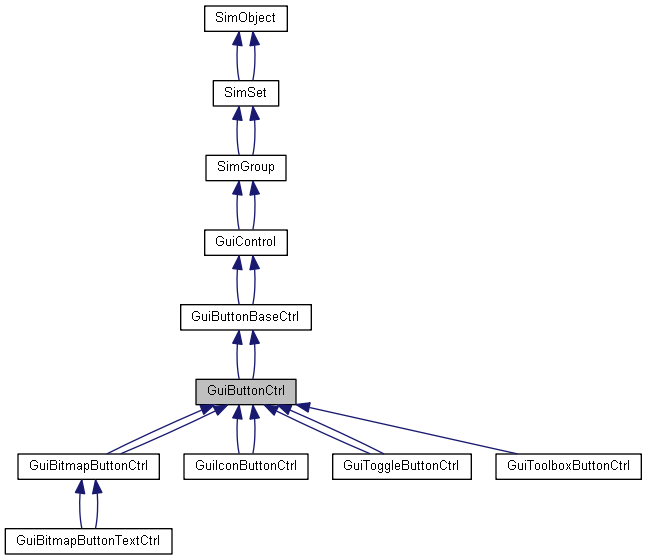 SimObject
SimSet
SimGroup
GuiControl
GuiButtonBaseCtrl
GuiButtonCtrl
GuiBitmapButtonCtrl
GuiIconButtonCtrl
GuiToggleButtonCtrl
GuiToolboxButtonCtrl
GuiBitmapButtonTextCtrl